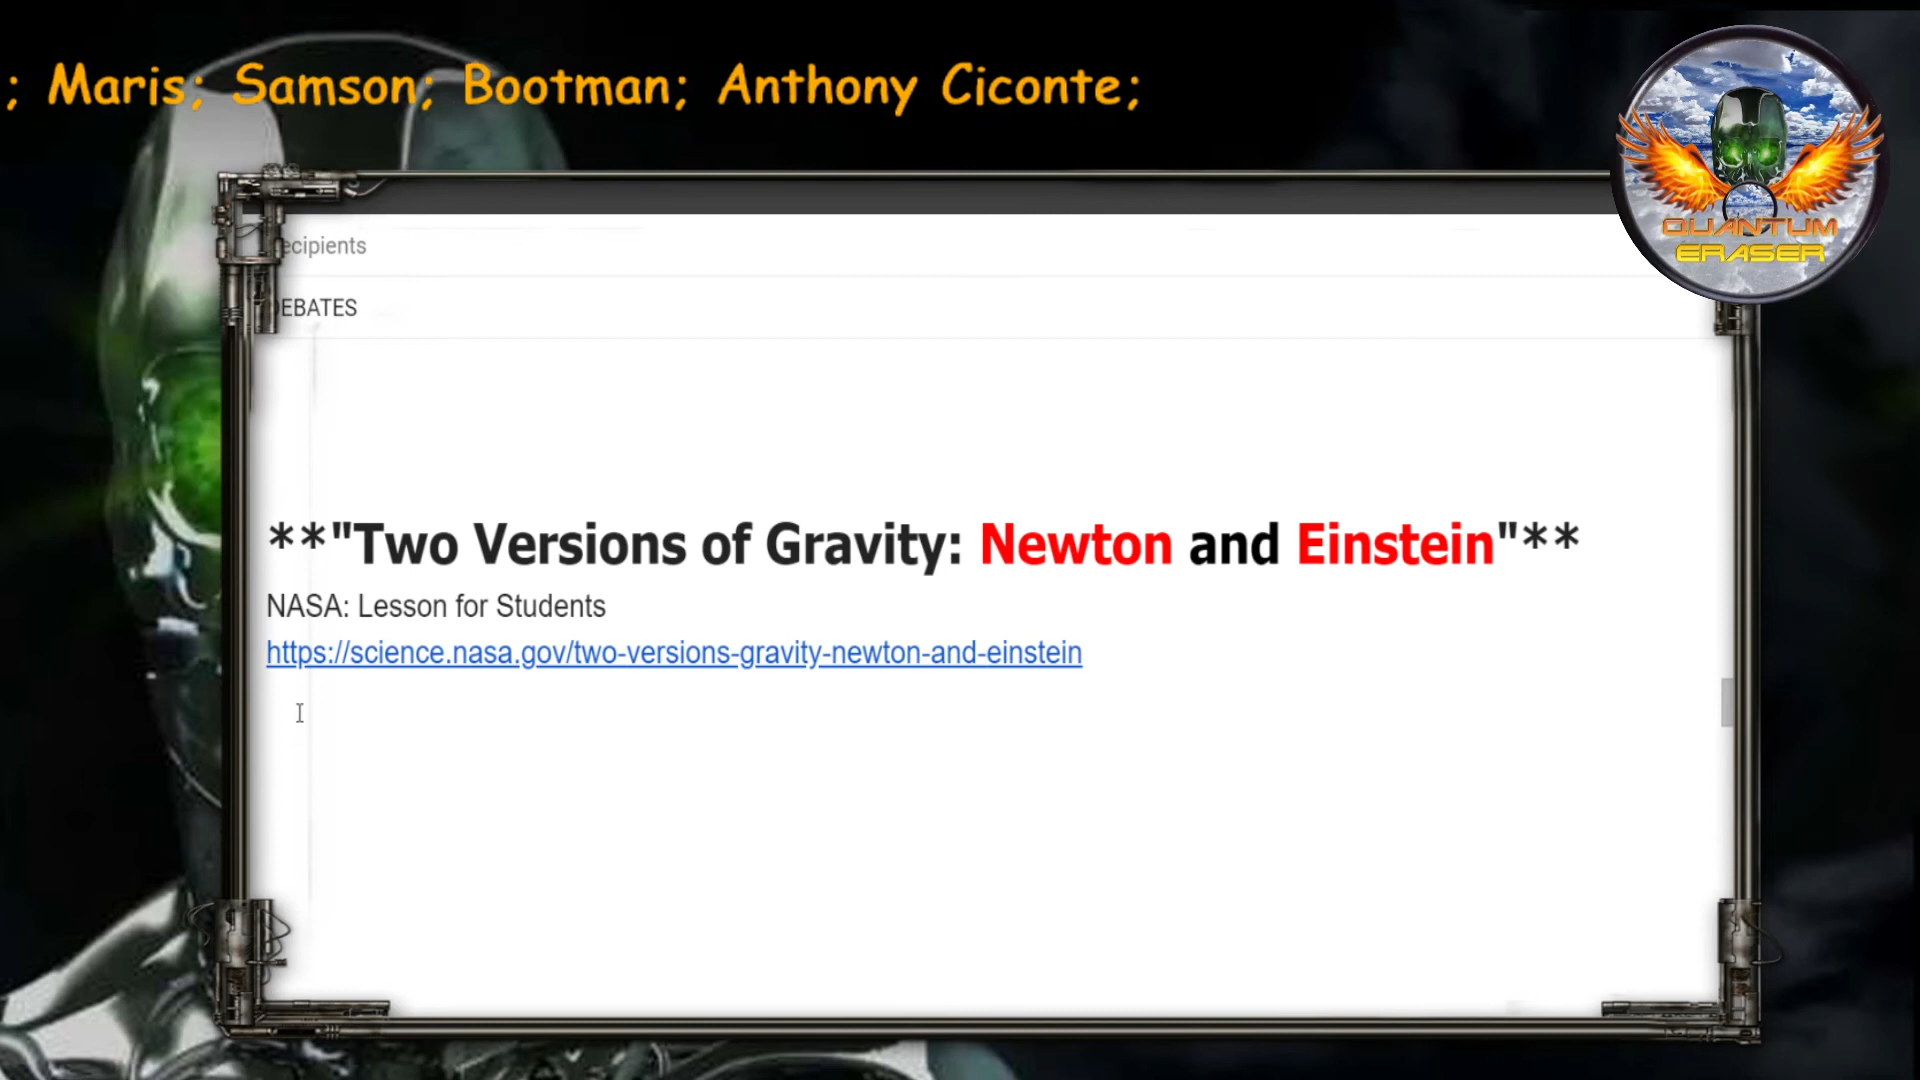 ; Maris; Samson; Bootman; Anthony Ciconte;
QUANTUM
ERASER
ecipients
EBATES
**"Two Versions of Gravity: Newton and Einstein"**
NASA: Lesson for Students
https://science.nasa.gov/two-versions-gravity-newton-and-einstein